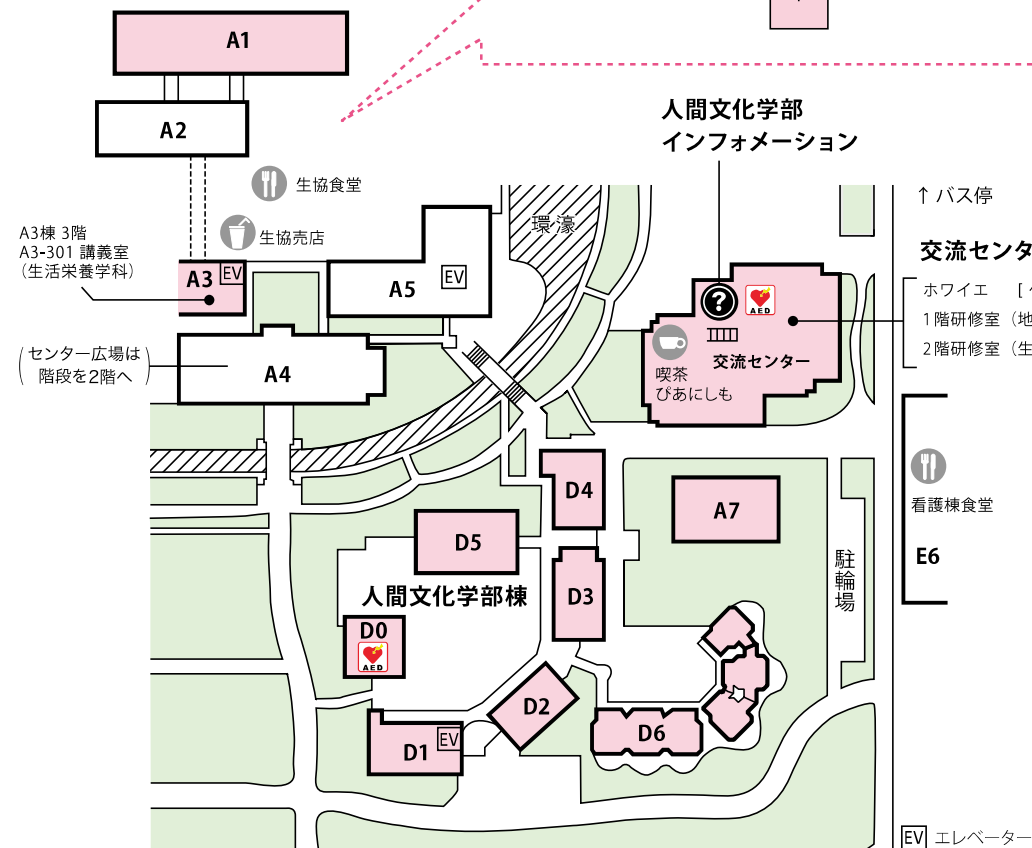 A1
A2
人間文化学部
インフォメーション
生協食堂
生協売店
環濠
↑ バス停
A3棟 3階
A3-301 講義室
（生活栄養学科）
A3
EV
A5
EV
交流センタ
ホワイエ
1階研修室（地
2階研修室（生
?
AED
交流センター
喫茶
ぴあにしも
（センター広場は
階段を2階へ）
A4
D4
A7
看護棟食堂
D5
E6
人間文化学部棟
D3
駐輪場
D0
AED
D2
D1
EV
D6
EV エレベーター